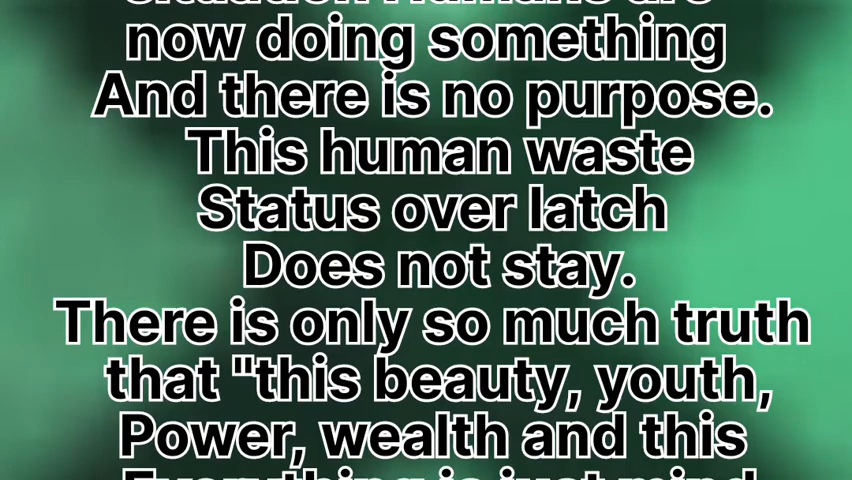 situation Humans are
now doing something
And there is no purpose.
This human waste
Status over latch
Does not stay.
There is only so much truth
that "this beauty, youth,
Power, wealth and this
Everything is just mind